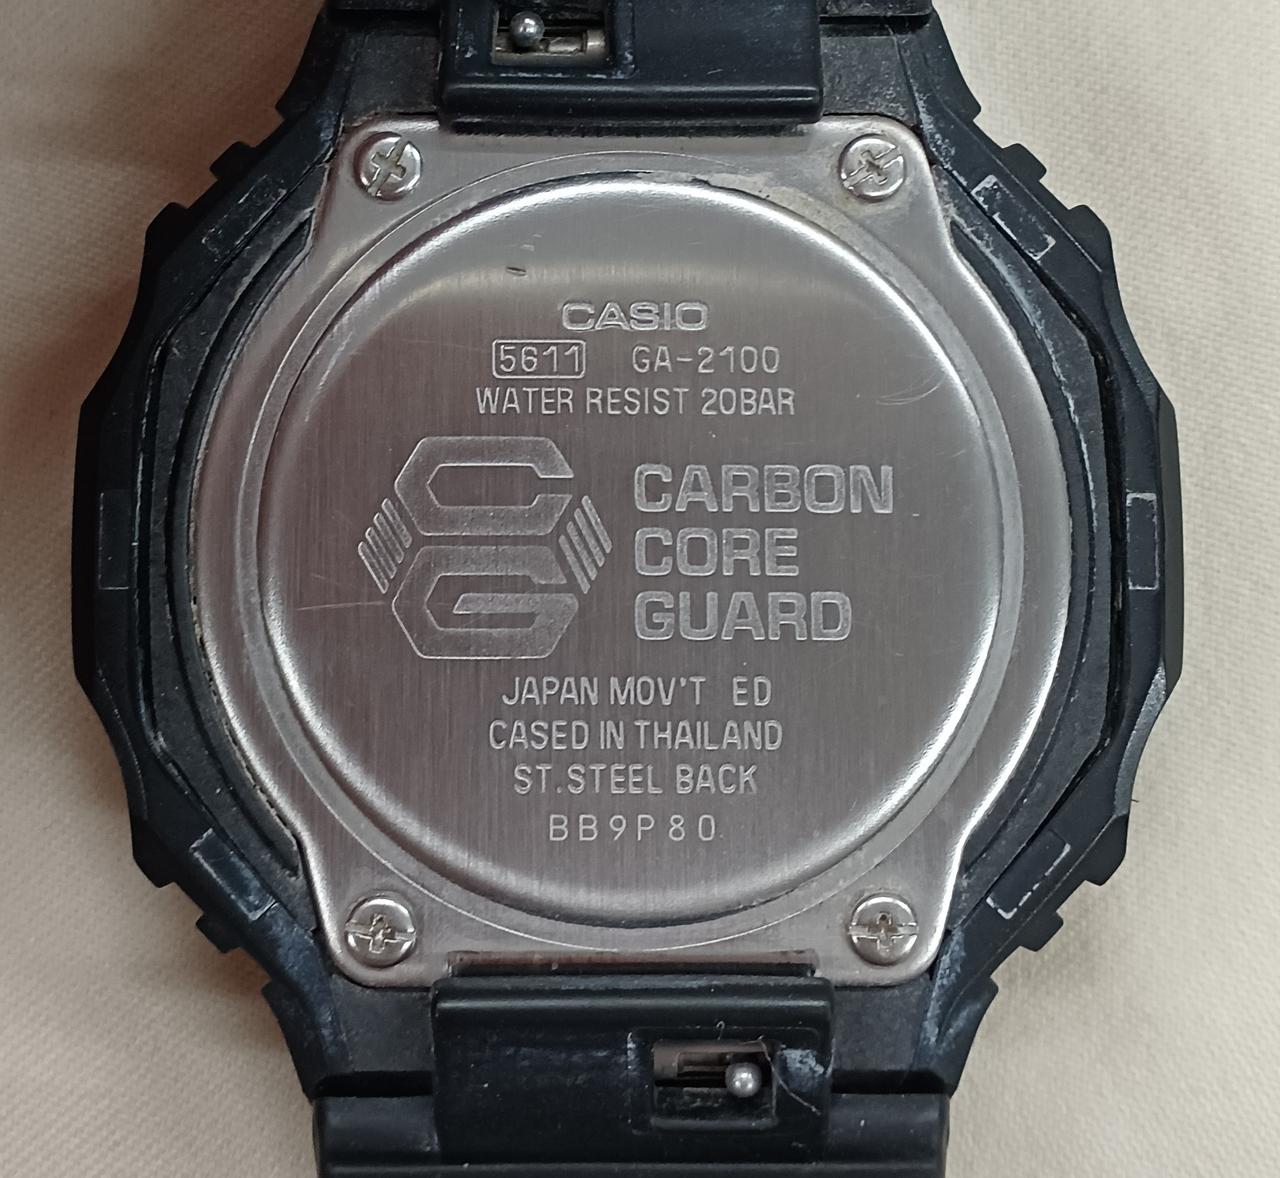 CASIO
5611 GA-2100
WATER RESIST 20BAR
CG CARBON
CORE
GUARD
JAPAN MOV'T ED
CASED IN THAILAND
ST.STEEL BACK
BB9P80